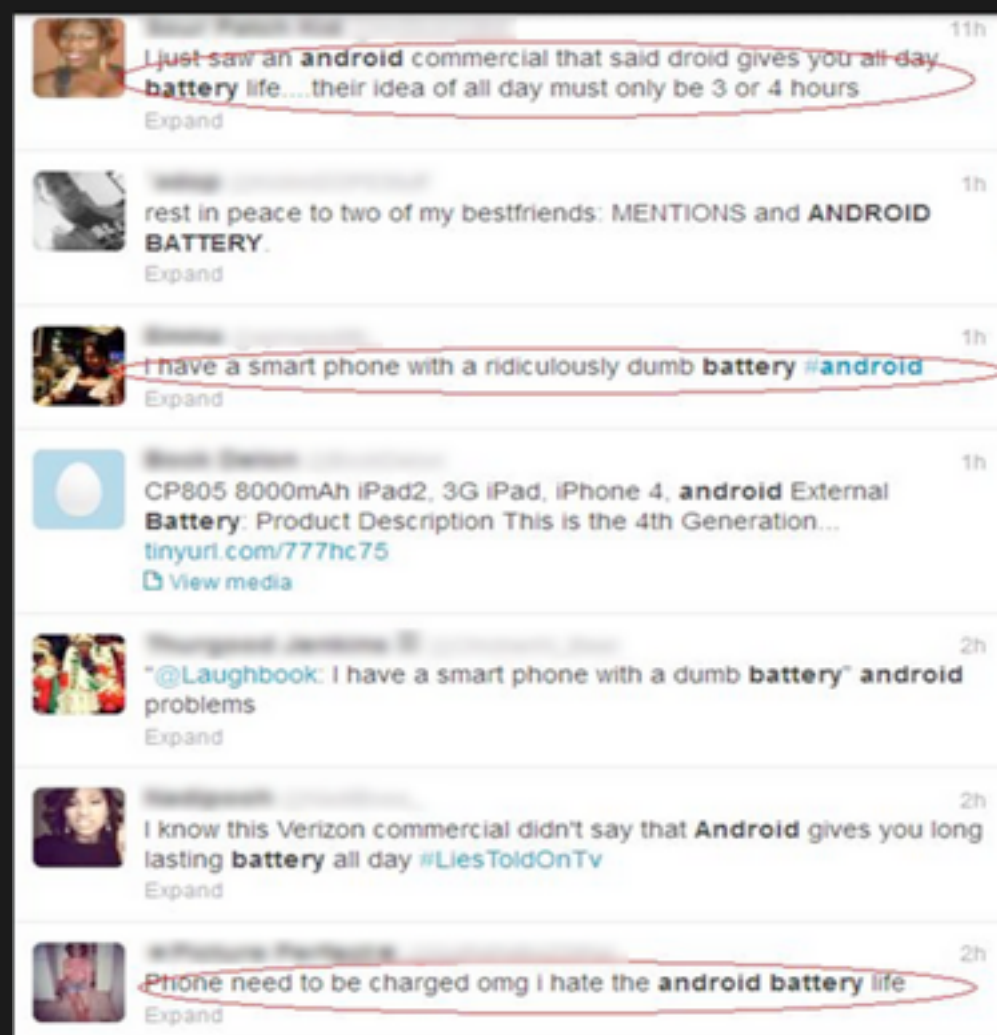 11h
I just saw an android commercial that said droid gives you all day
battery life....their idea of all day must only be 3 or 4 hours
Expand
1h
rest in peace to two of my bestfriends: MENTIONS and ANDROID
BATTERY.
Expand
1h
I have a smart phone with a ridiculously dumb battery #android
Expand
1h
CP805 8000mAh iPad2, 3G iPad, iPhone 4, android External
Battery: Product Description This is the 4th Generation...
tinyurl.com/777hc75
View media
2h
"@Laughbook: I have a smart phone with a dumb battery" android
problems
Expand
2h
I know this Verizon commercial didn't say that Android gives you long
lasting battery all day #LiesToldOnTv
Expand
2h
Phone need to be charged omg i hate the android battery life
Expand